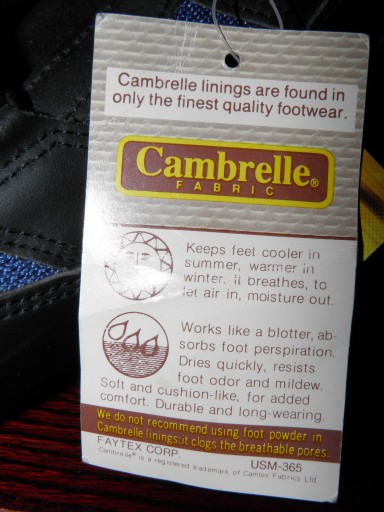 Cambrelle linings are found in
only the finest quality footwear.
Cambrelle®
FABRIC
Keeps feet cooler in
summer, warmer in
winter. It breathes, to
let air in, moisture out.
Works like a blotter, ab-
sorbs foot perspiration.
Dries quickly, resists
foot odor and mildew.
Soft and cushion-like, for added
comfort. Durable and long-wearing.
We do not recommend using foot powder in
Cambrelle linings:it clogs the breathable pores.
FAYTEX CORP.
USM-365
Cambrelle® is a registered trademark of Camtex Fabrics Ltd.